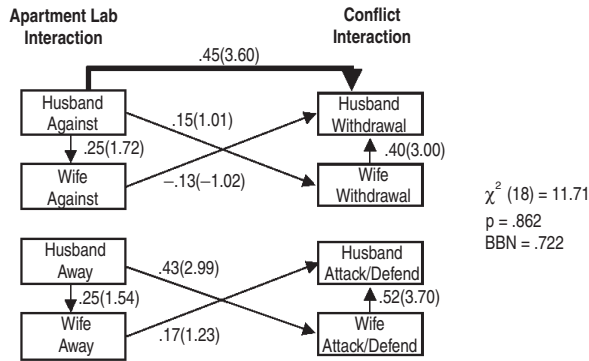 Apartment Lab
Interaction
Conflict
Interaction
.45(3.60)
Husband
Against
Husband
Withdrawal
.15(1.01)
.25(1.72)
.40(3.00)
Wife
Against
–.13(–1.02)
Wife
Withdrawal
χ² (18) = 11.71
p = .862
BBN = .722
Husband
Away
Husband
Attack/Defend
.43(2.99)
.25(1.54)
.52(3.70)
Wife
Away
.17(1.23)
Wife
Attack/Defend